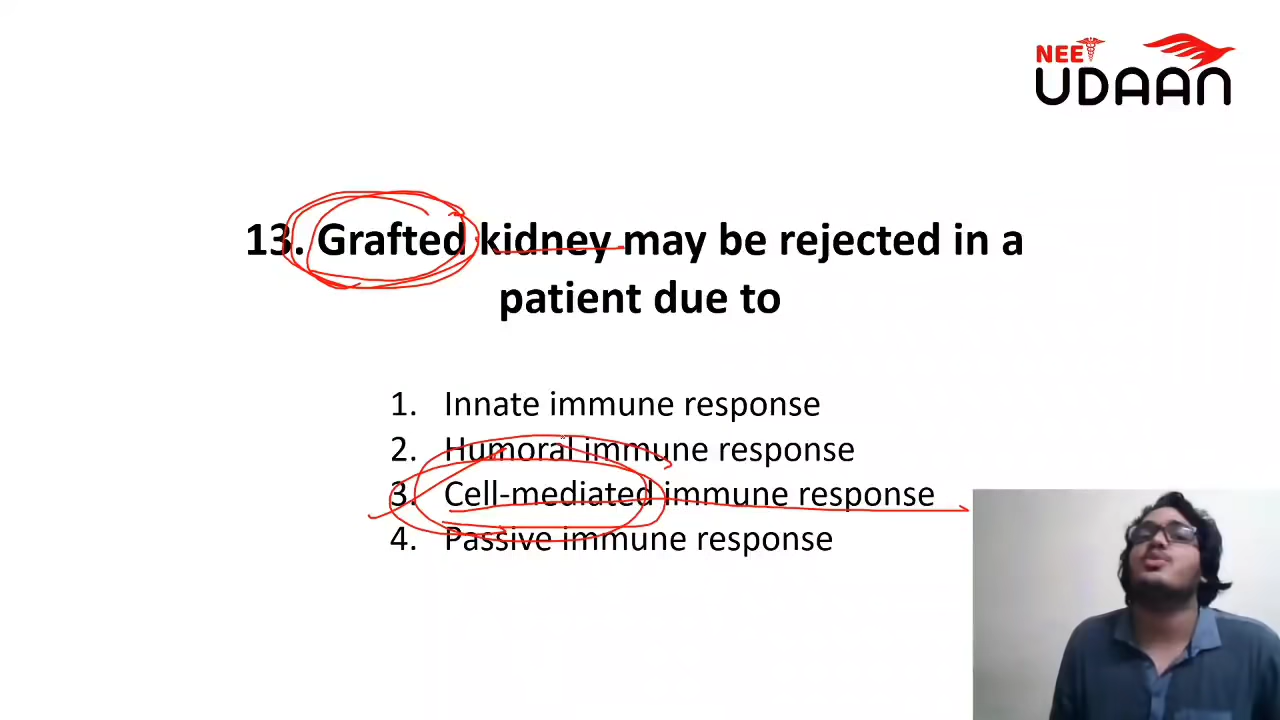 NEET
UDAAN
13. Grafted kidney may be rejected in a
patient due to
1. Innate immune response
2. Humoral immune response
3. Cell-mediated immune response
4. Passive immune response